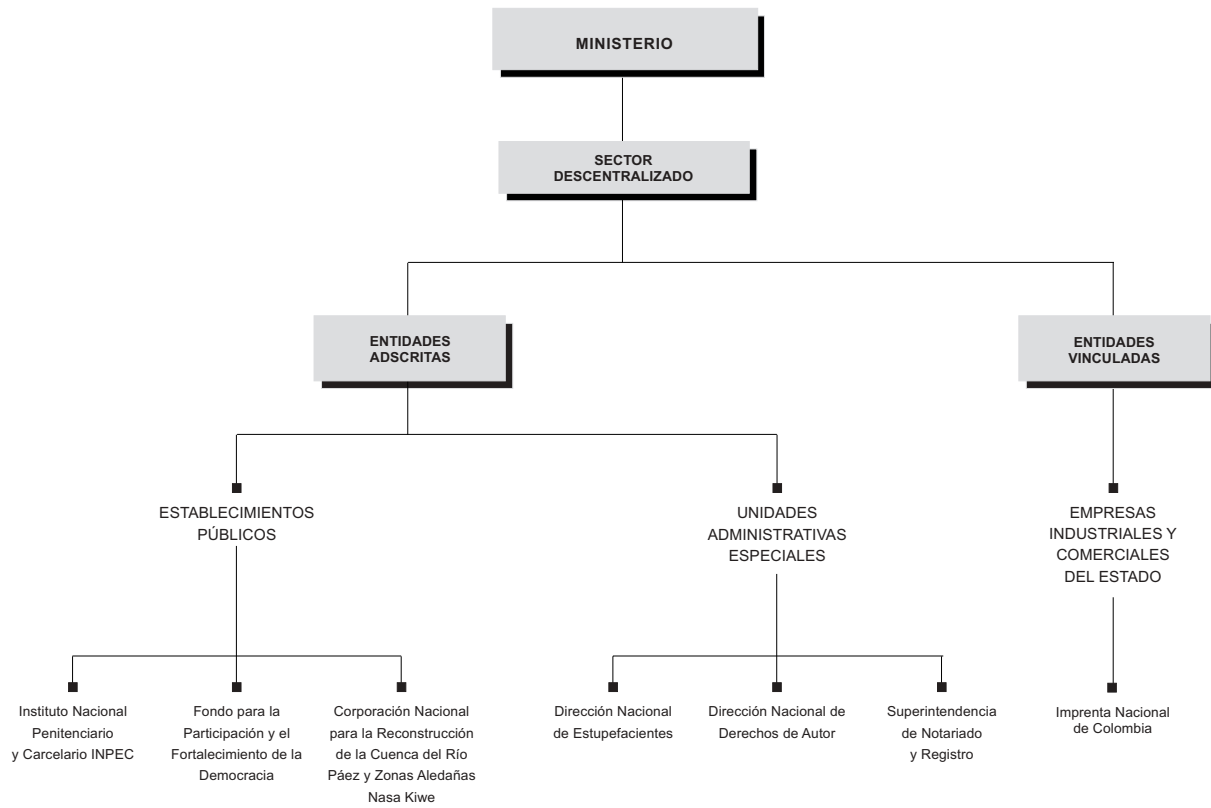 MINISTERIO
SECTOR
DESCENTRALIZADO
ENTIDADES
ADSCRITAS
ENTIDADES
VINCULADAS
ESTABLECIMIENTOS
PÚBLICOS
UNIDADES
ADMINISTRATIVAS
ESPECIALES
EMPRESAS
INDUSTRIALES Y
COMERCIALES
DEL ESTADO
Instituto Nacional
Penitenciario
y Carcelario INPEC
Fondo para la
Participación y el
Fortalecimiento de la
Democracia
Corporación Nacional
para la Reconstrucción
de la Cuenca del Río
Páez y Zonas Aledañas
Nasa Kiwe
Dirección Nacional
de Estupefacientes
Dirección Nacional de
Derechos de Autor
Superintendencia
de Notariado
y Registro
Imprenta Nacional
de Colombia